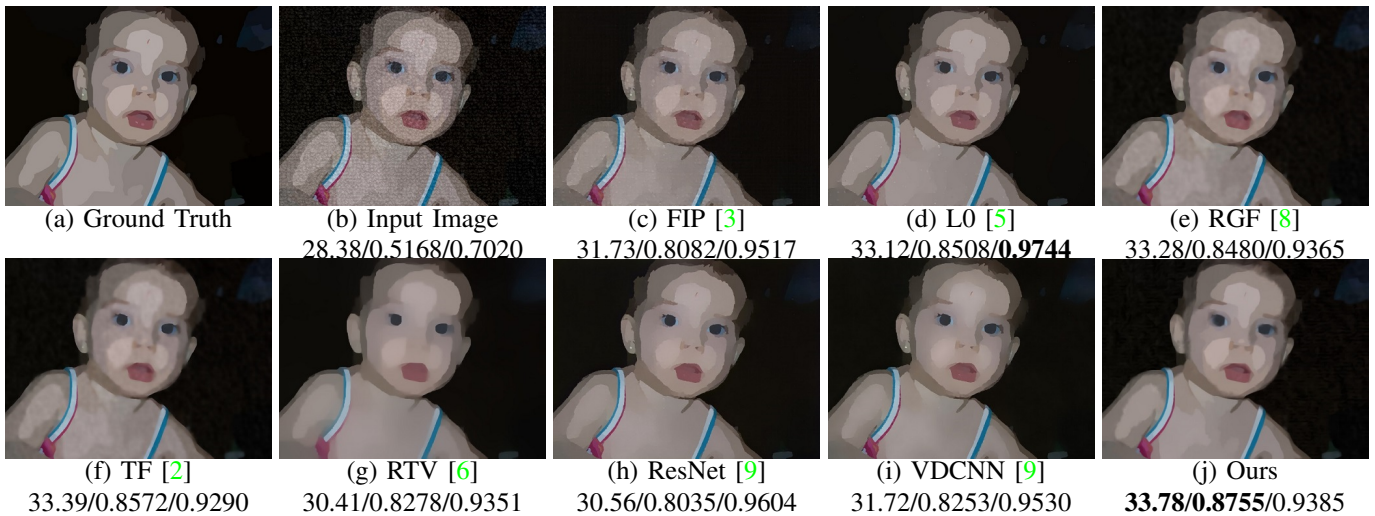 (a) Ground Truth
(b) Input Image
(c) FIP [3]
(d) L0 [5]
(e) RGF [8]
28.38/0.5168/0.7020
31.73/0.8082/0.9517
33.12/0.8508/0.9744
33.28/0.8480/0.9365
(f) TF [2]
(g) RTV [6]
(h) ResNet [9]
(i) VDCNN [9]
(j) Ours
33.39/0.8572/0.9290
30.41/0.8278/0.9351
30.56/0.8035/0.9604
31.72/0.8253/0.9530
33.78/0.8755/0.9385